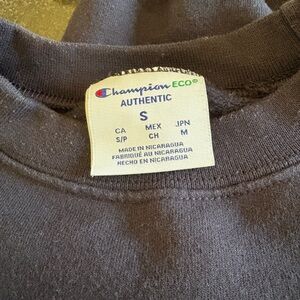 Champion ECO®
AUTHENTIC
S
CA MEX JPN
S/P CH M
MADE IN NICARAGUA
FABRIQUÉ AU NICARAGUA
HECHO EN NICARAGUA